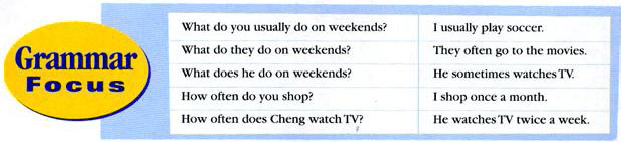 Grammar
Focus
What do you usually do on weekends? I usually play soccer.
What do they do on weekends? They often go to the movies.
What does he do on weekends? He sometimes watches TV.
How often do you shop? I shop once a month.
How often does Cheng watch TV? He watches TV twice a week.